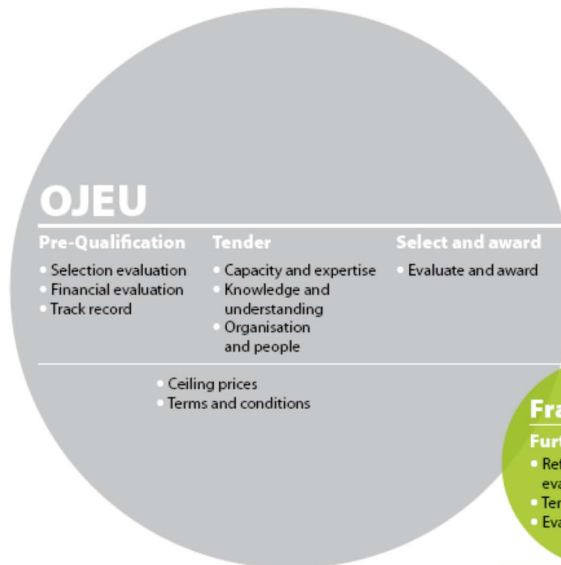 OJEU
Pre-Qualification
• Selection evaluation
• Financial evaluation
• Track record
Tender
• Capacity and expertise
• Knowledge and
understanding
• Organisation
and people
Select and award
• Evaluate and award
• Ceiling prices
• Terms and conditions